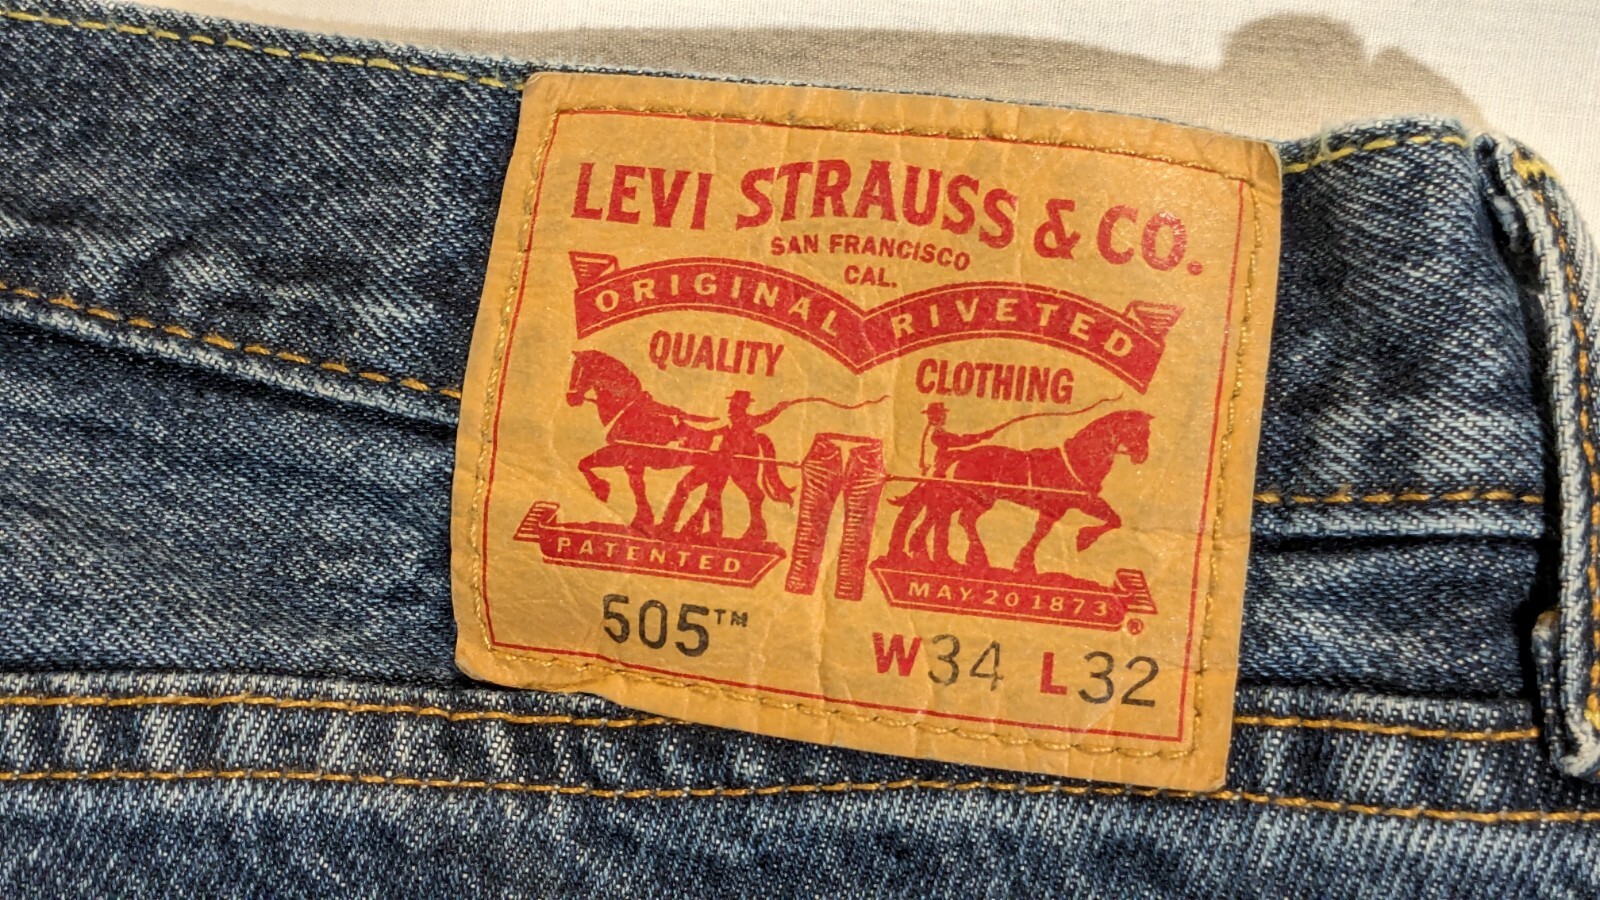 LEVI STRAUSS & CO.
SAN FRANCISCO
CAL.
ORIGINAL RIVETED
QUALITY CLOTHING
PATENTED MAY 20 1873 ®
505™ W34 L32